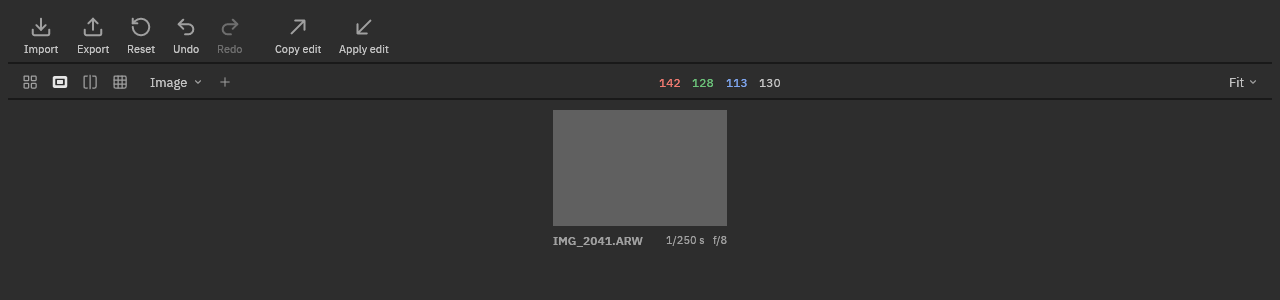 Import Export Reset Undo Redo Copy edit Apply edit
Image 142 128 113 130 Fit
IMG_2041.ARW 1/250 s f/8